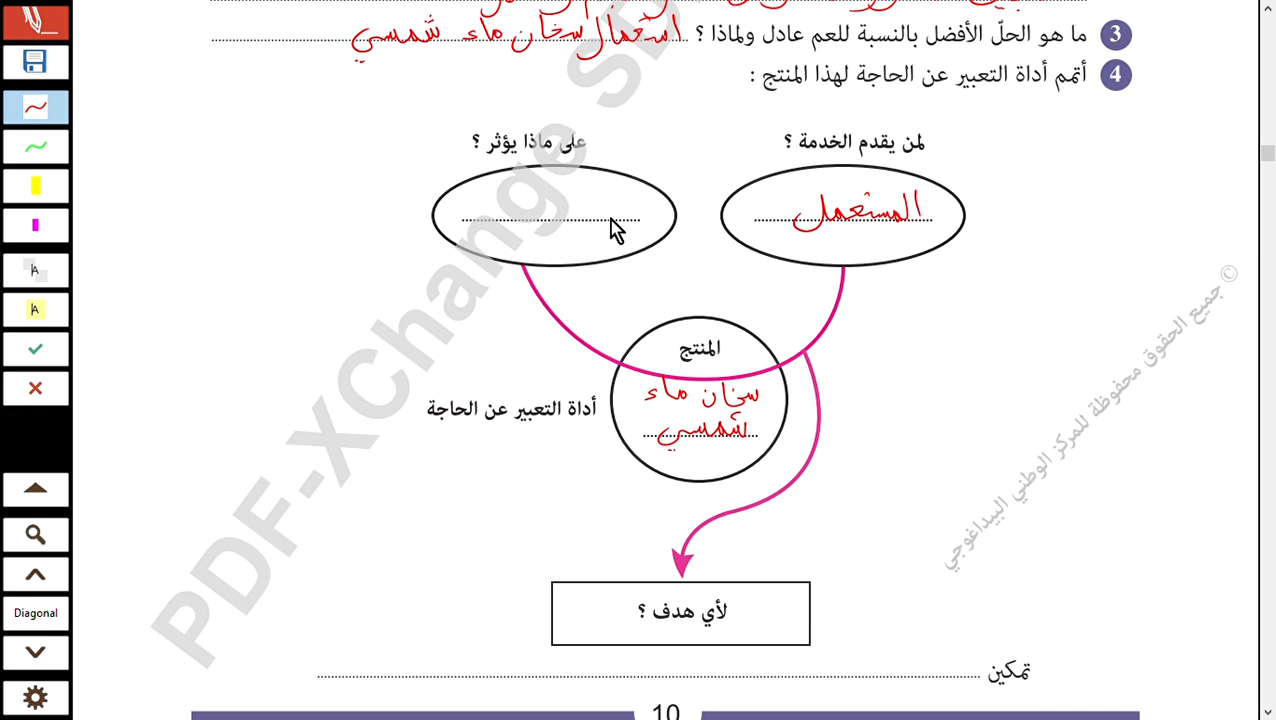 3 ما هو الحلّ الأفضل بالنسبة للعم عادل ولماذا ؟ استعمال سخان ماء شمسي
4 أتمم أداة التعبير عن الحاجة لهذا المنتج :
لمن يقدم الخدمة ؟
على ماذا يؤثر ؟
المستعمل
المنتج
سخان ماء
شمسي
أداة التعبير عن الحاجة
لأي هدف ؟
تمكين
10
© جميع الحقوق محفوظة للمركز الوطني البيداغوجي
PDF-XChange SD
A
A
Diagonal